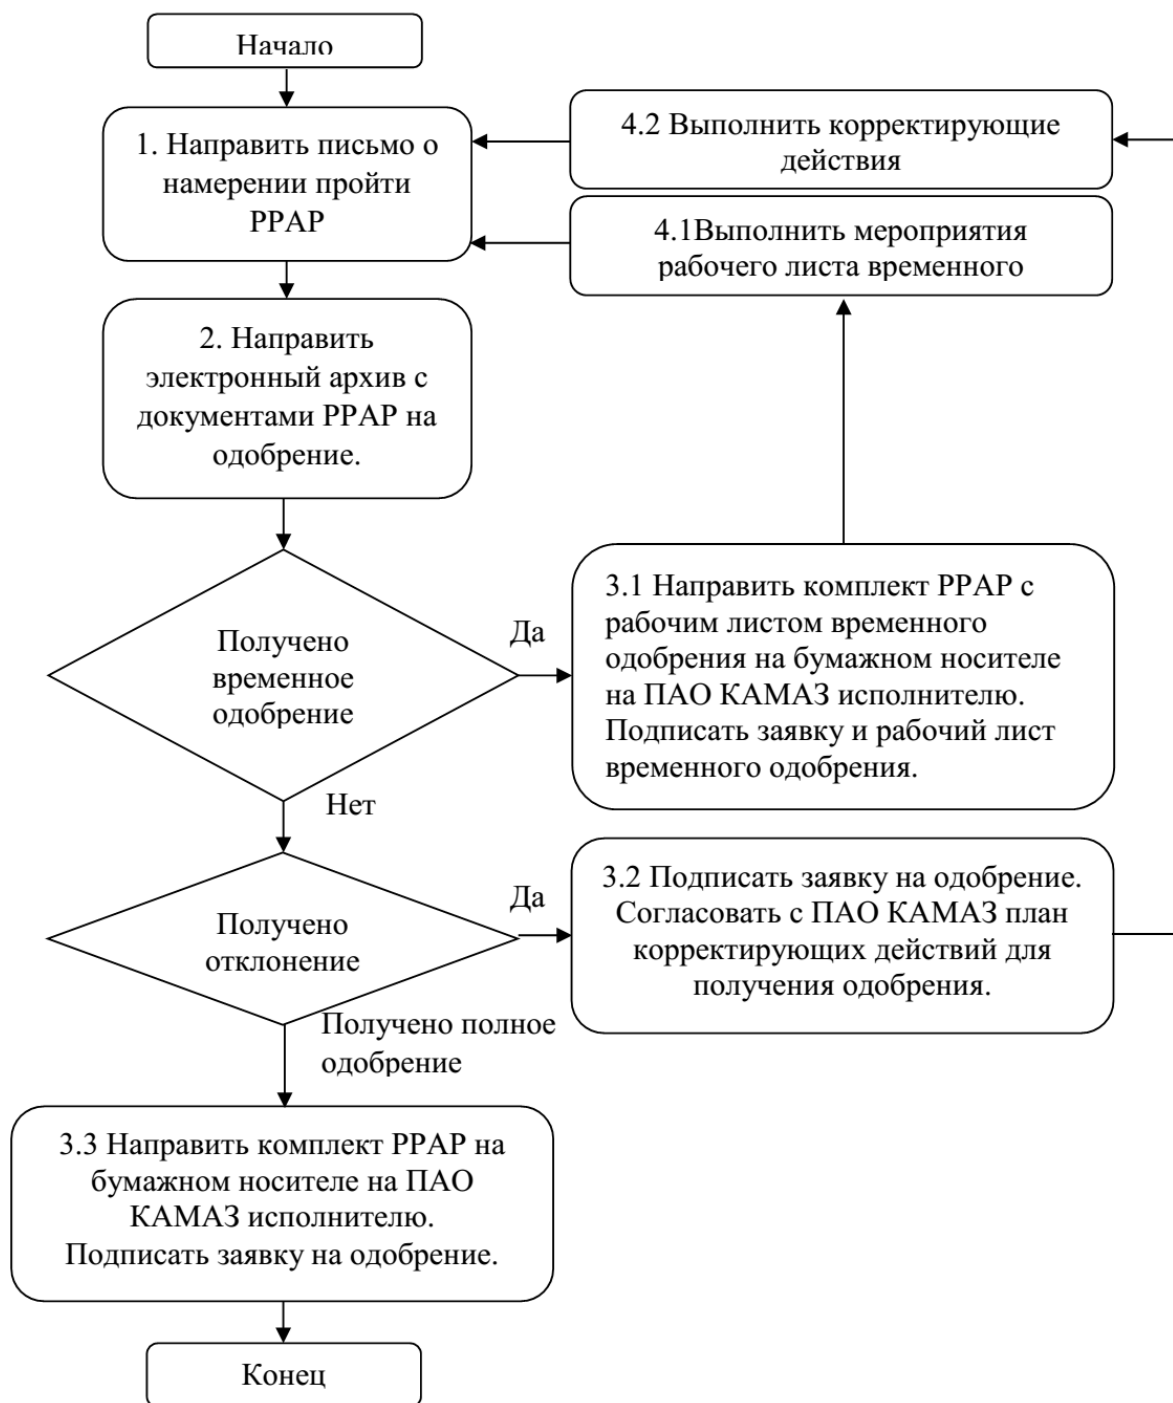 Начало
1. Направить письмо о
намерении пройти
PPAP
4.2 Выполнить корректирующие
действия
4.1Выполнить мероприятия
рабочего листа временного
2. Направить
электронный архив с
документами PPAP на
одобрение.
Получено
временное
одобрение
Да
3.1 Направить комплект PPAP с
рабочим листом временного
одобрения на бумажном носителе
на ПАО КАМАЗ исполнителю.
Подписать заявку и рабочий лист
временного одобрения.
Нет
Получено
отклонение
Да
3.2 Подписать заявку на одобрение.
Согласовать с ПАО КАМАЗ план
корректирующих действий для
получения одобрения.
Получено полное
одобрение
3.3 Направить комплект PPAP на
бумажном носителе на ПАО
КАМАЗ исполнителю.
Подписать заявку на одобрение.
Конец